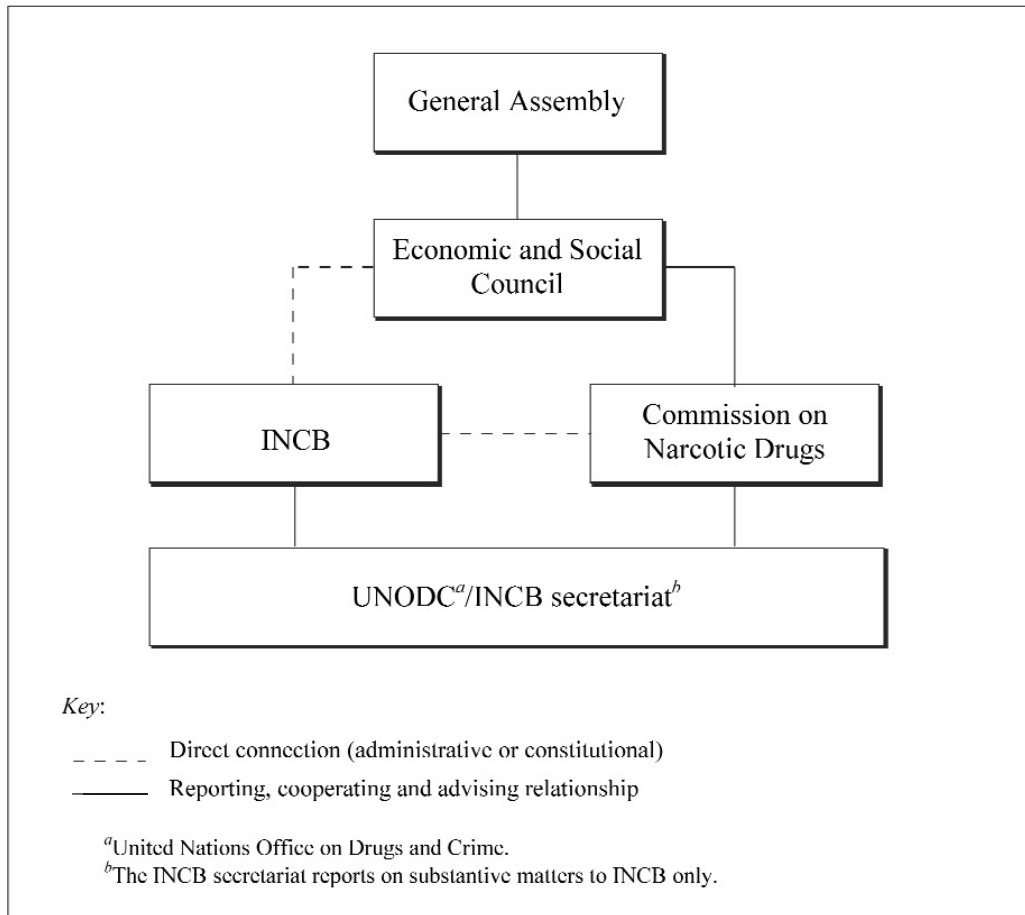 General Assembly
Economic and Social
Council
INCB
Commission on
Narcotic Drugs
UNODCᵃ/INCB secretariatᵇ
Key:
Direct connection (administrative or constitutional)
Reporting, cooperating and advising relationship
ᵃUnited Nations Office on Drugs and Crime.
ᵇThe INCB secretariat reports on substantive matters to INCB only.